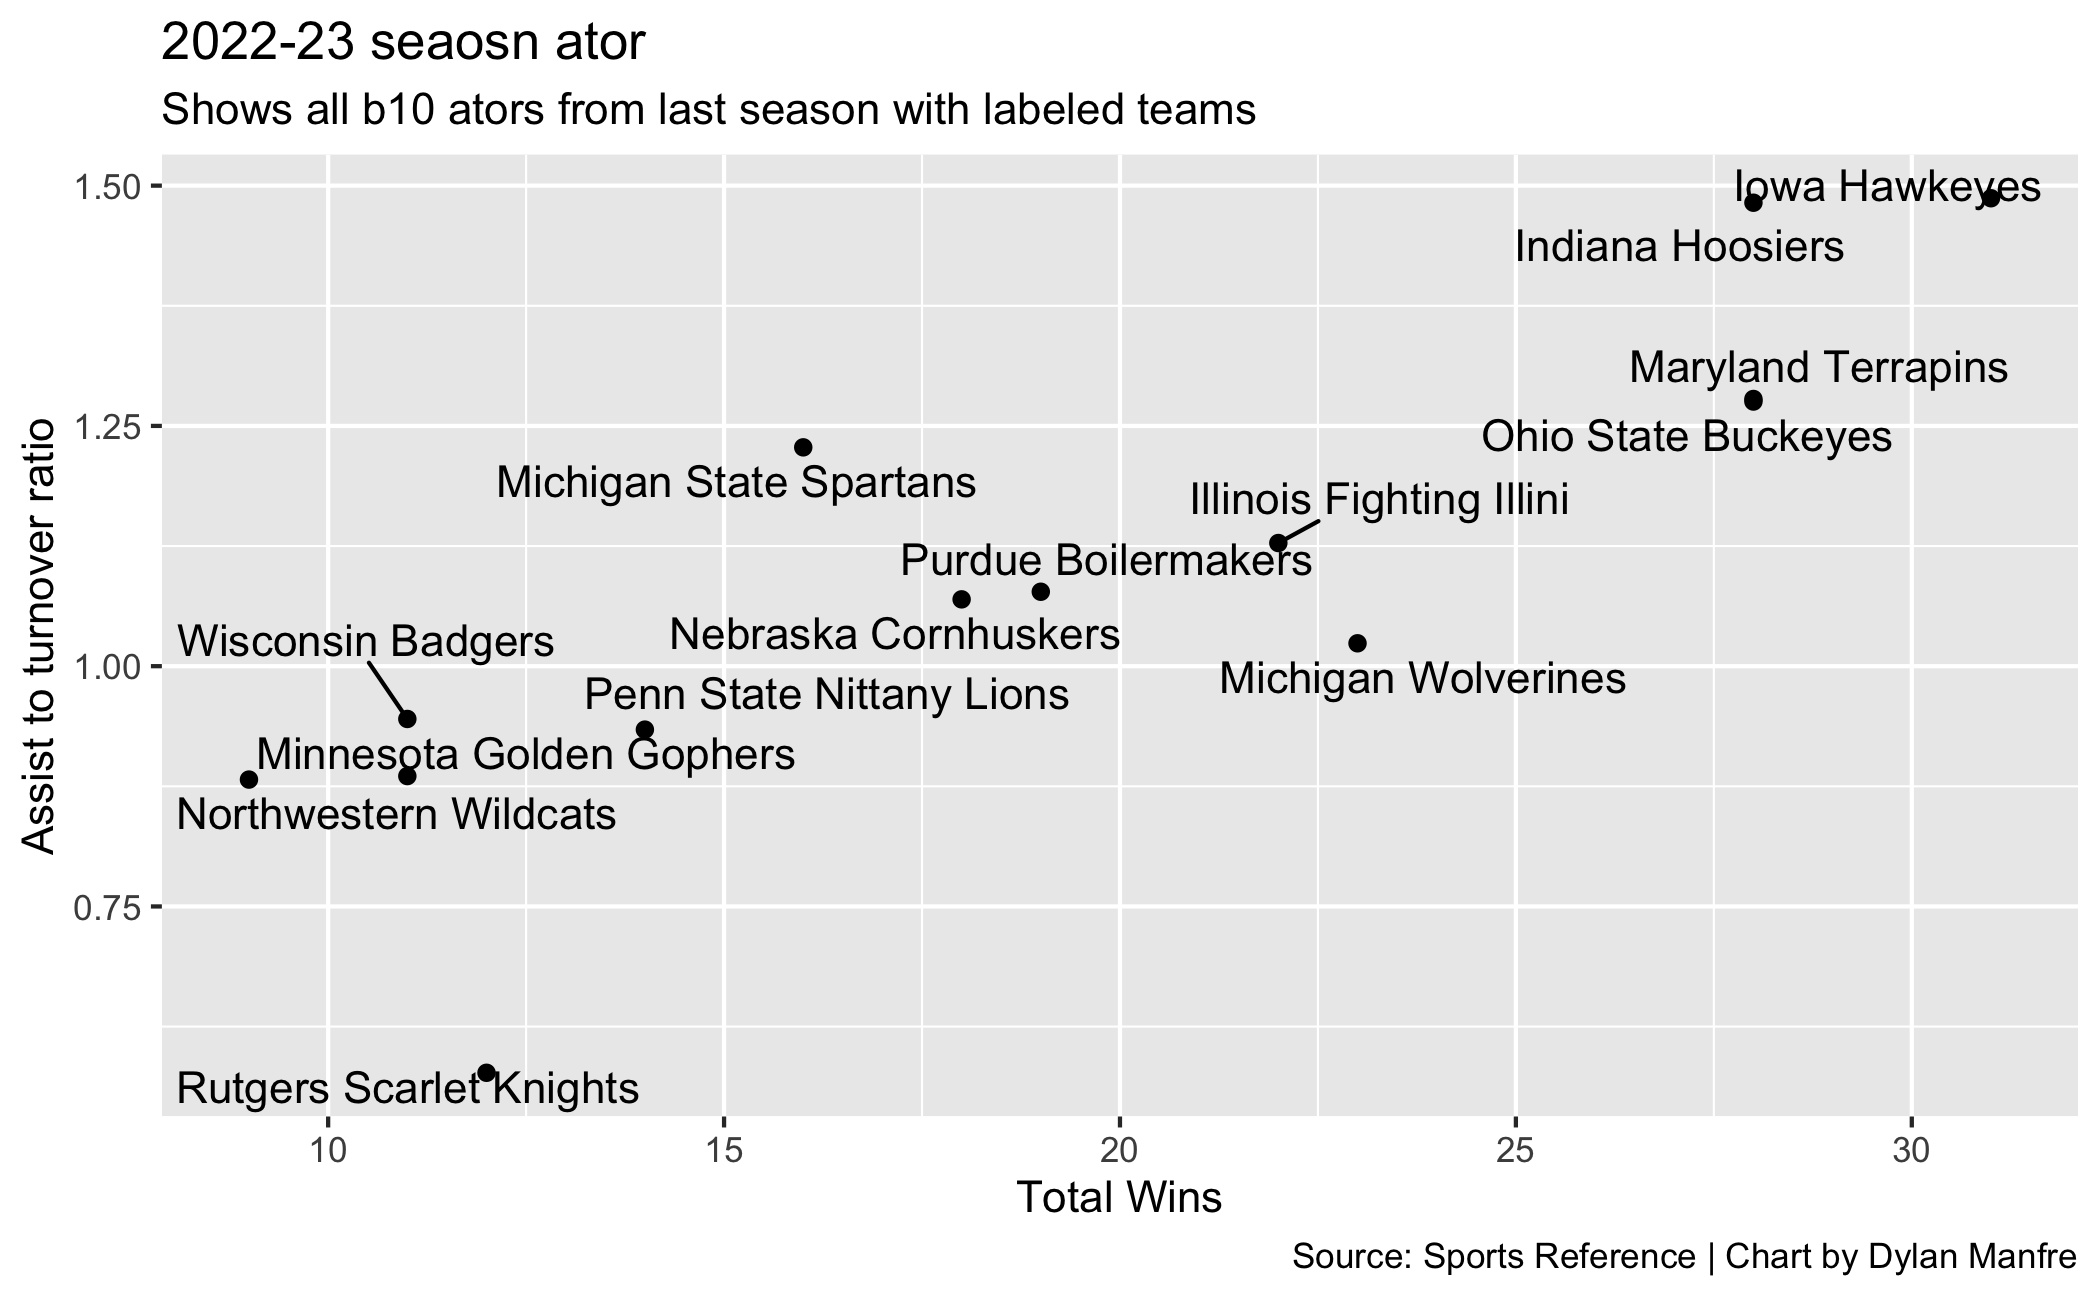 2022-23 seaosn ator
Shows all b10 ators from last season with labeled teams
Assist to turnover ratio
1.50
1.25
1.00
0.75
Iowa Hawkeyes
Indiana Hoosiers
Maryland Terrapins
Ohio State Buckeyes
Michigan State Spartans
Illinois Fighting Illini
Purdue Boilermakers
Nebraska Cornhuskers
Wisconsin Badgers
Michigan Wolverines
Penn State Nittany Lions
Minnesota Golden Gophers
Northwestern Wildcats
Rutgers Scarlet Knights
10 15 20 25 30
Total Wins
Source: Sports Reference | Chart by Dylan Manfre